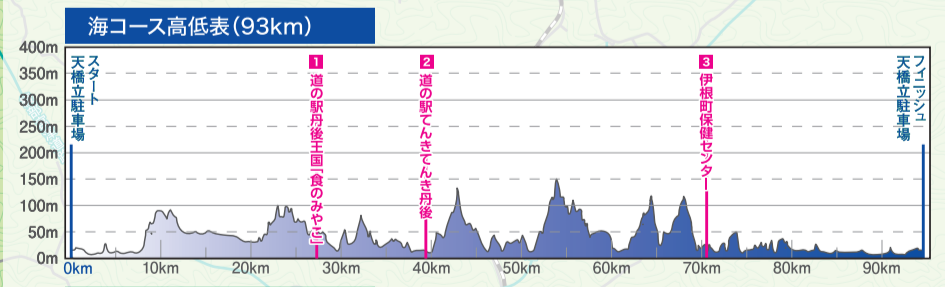 海コース高低表(93km)
400m
350m
300m
250m
200m
150m
100m
50m
0m
スタート
天橋立駐車場
1
道の駅丹後王国「食のみやこ」
2
道の駅てんきてんき丹後
3
伊根町保健センター
フィニッシュ
天橋立駐車場
0km 10km 20km 30km 40km 50km 60km 70km 80km 90km